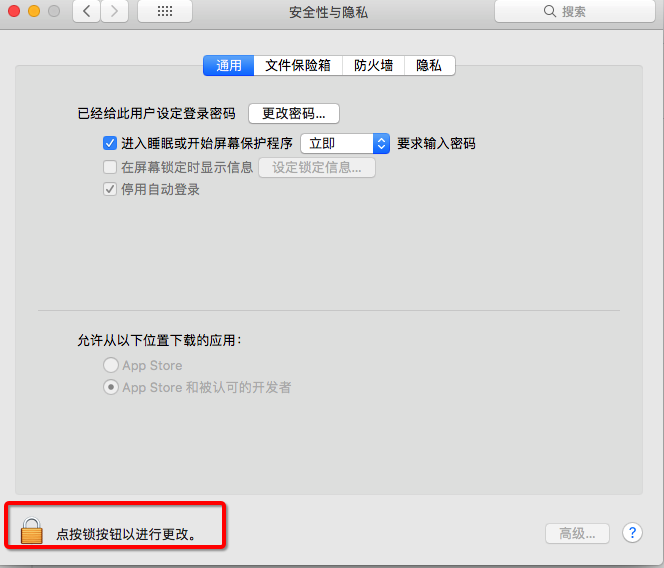 安全性与隐私
搜索
通用 文件保险箱 防火墙 隐私
已经给此用户设定登录密码 更改密码...
进入睡眠或开始屏幕保护程序 立即 要求输入密码
在屏幕锁定时显示信息 设定锁定信息...
停用自动登录
允许从以下位置下载的应用：
App Store
App Store 和被认可的开发者
点按锁按钮以进行更改。
高级... ?